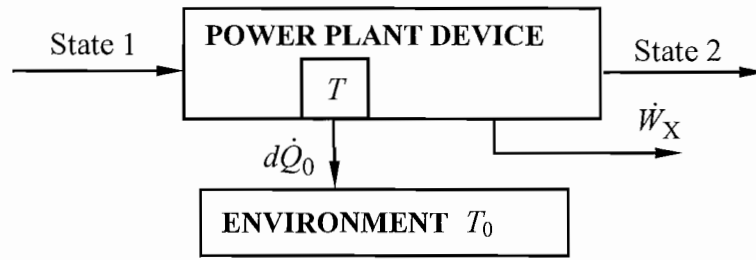 State 1
POWER PLANT DEVICE
State 2
T
Ẇ_X
dQ̇_0
ENVIRONMENT T_0